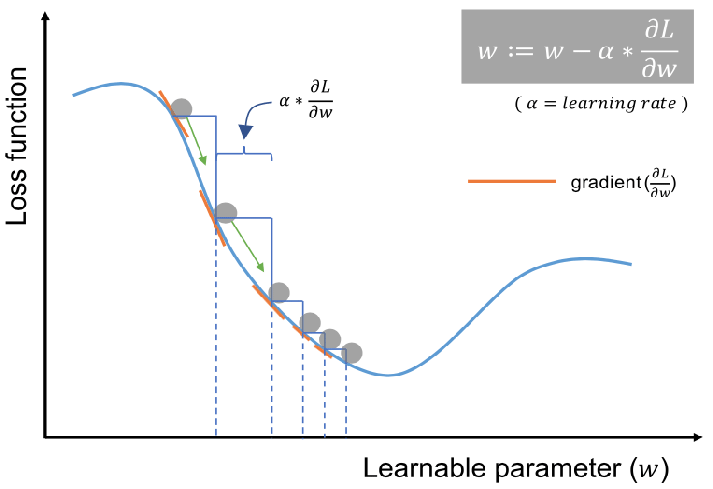 w := w − α * ∂L/∂w
( α = learning rate )
α * ∂L/∂w
gradient(∂L/∂w)
Loss function
Learnable parameter (w)